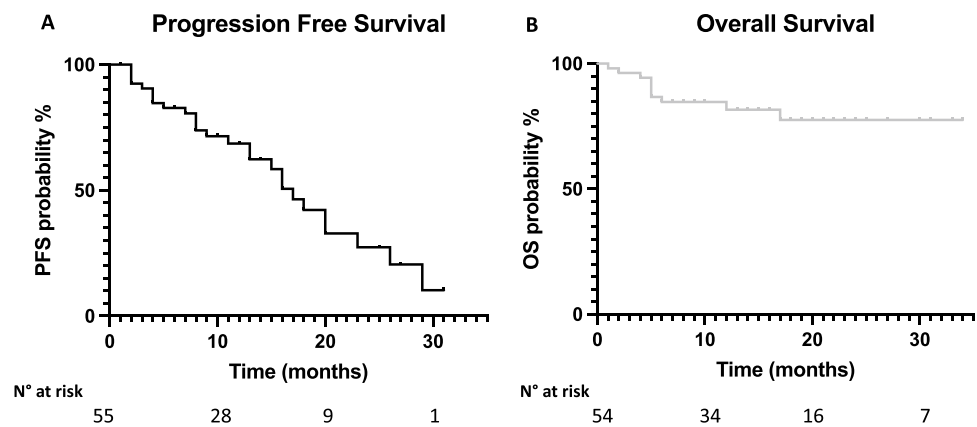 A Progression Free Survival
100
50
0
PFS probability %
0 10 20 30
Time (months)
N° at risk
55 28 9 1
B Overall Survival
100
50
0
OS probability %
0 10 20 30
Time (months)
N° at risk
54 34 16 7